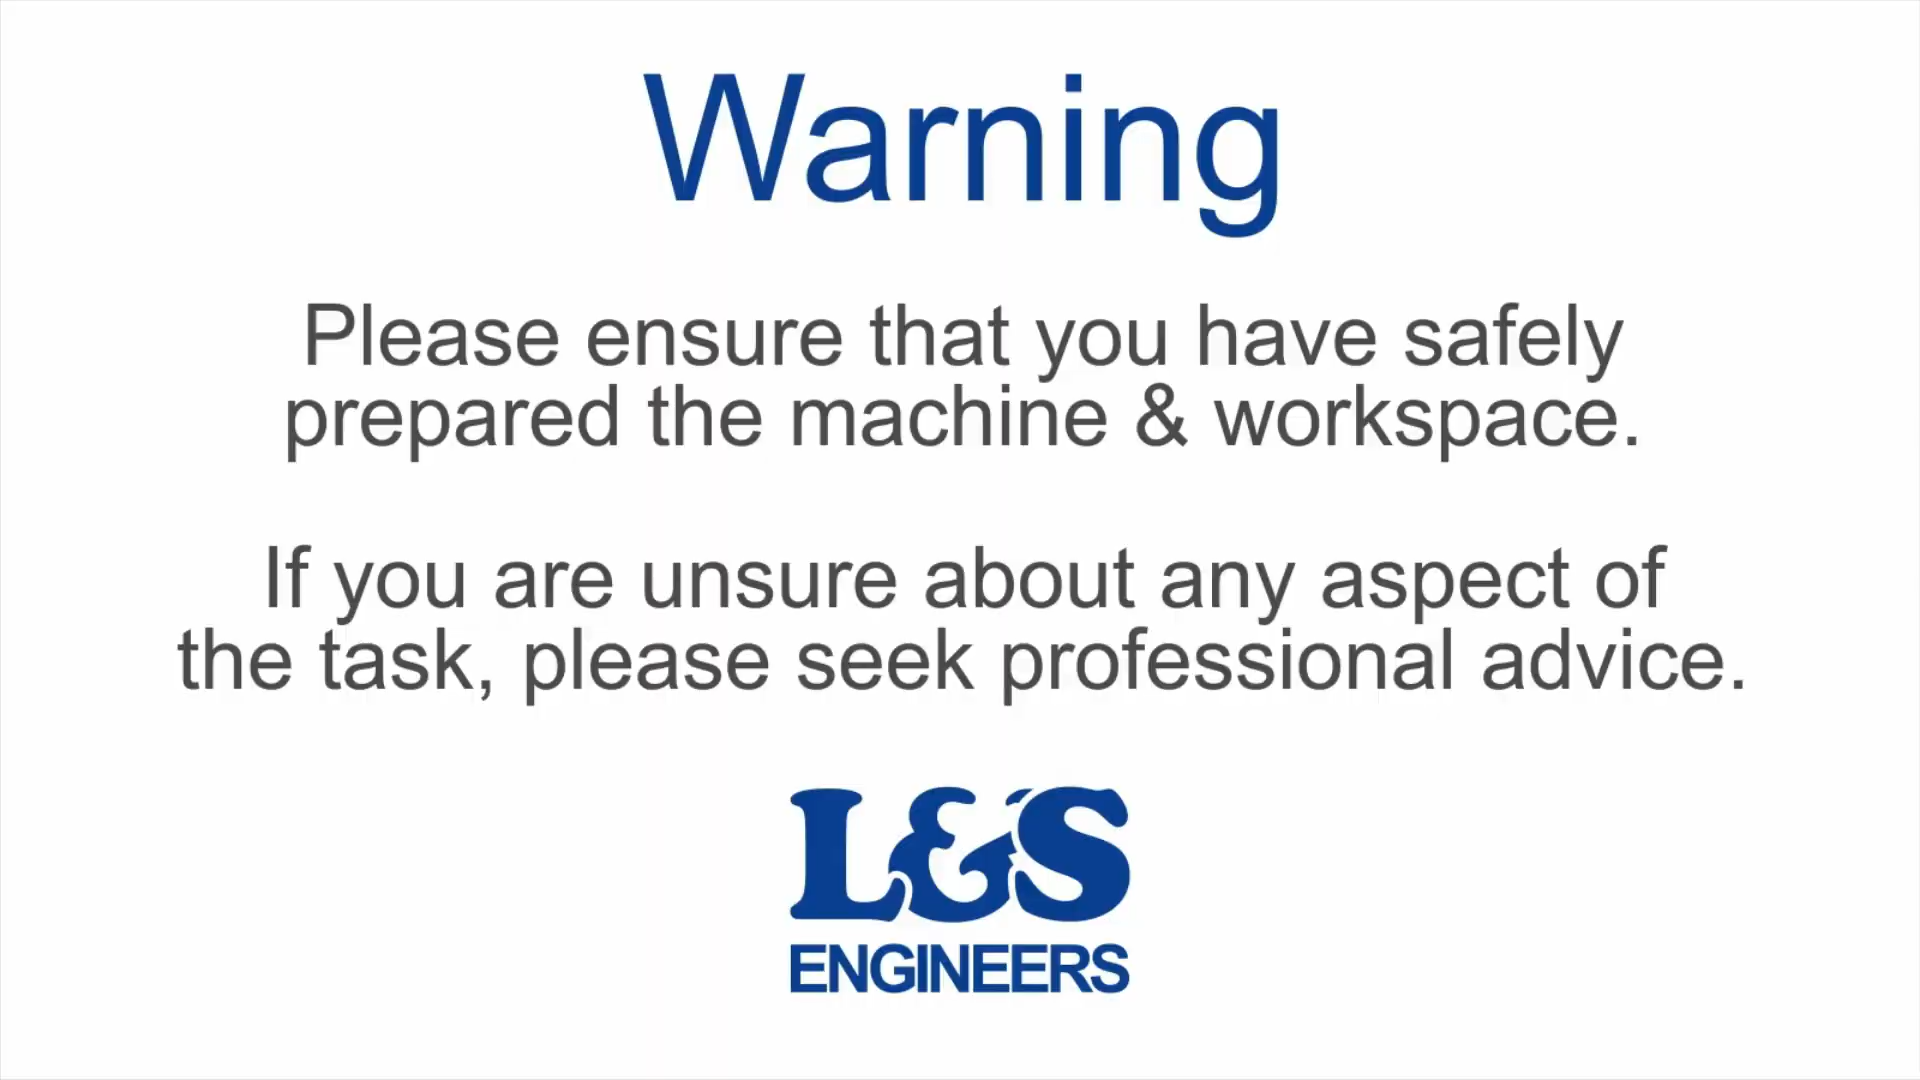 Warning
Please ensure that you have safely
prepared the machine & workspace.
If you are unsure about any aspect of
the task, please seek professional advice.
L&S
ENGINEERS